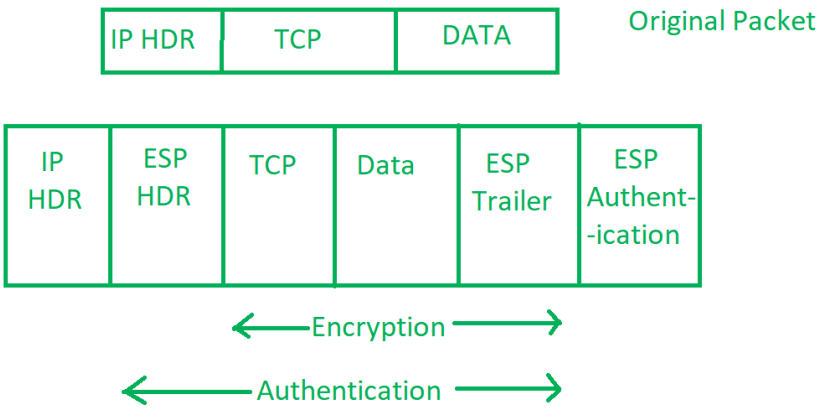 IP HDR TCP DATA Original Packet
IP HDR
ESP HDR
TCP
Data
ESP Trailer
ESP Authent-
-ication
Encryption
Authentication